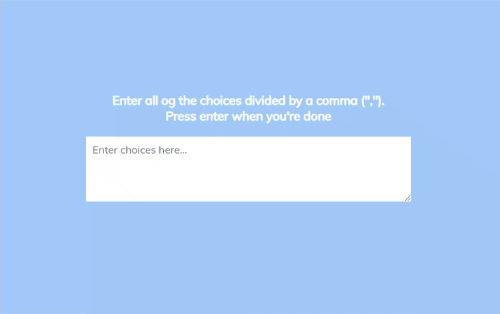 Enter all og the choices divided by a comma (",").
Press enter when you're done
Enter choices here...